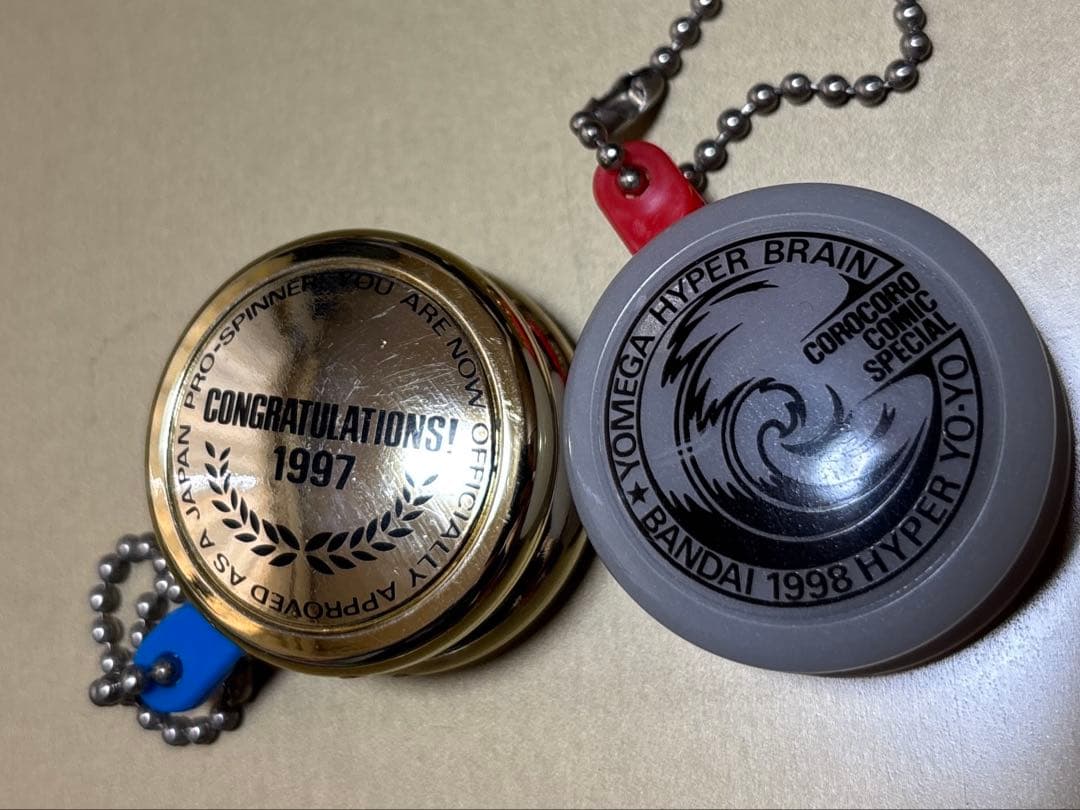 YOU ARE NOW OFFICIALLY APPROVED AS A JAPAN PRO-SPINNER
CONGRATULATIONS!
1997
YOMEGA HYPER BRAIN
COROCORO
COMIC
SPECIAL
★ BANDAI 1998 HYPER YO-YO